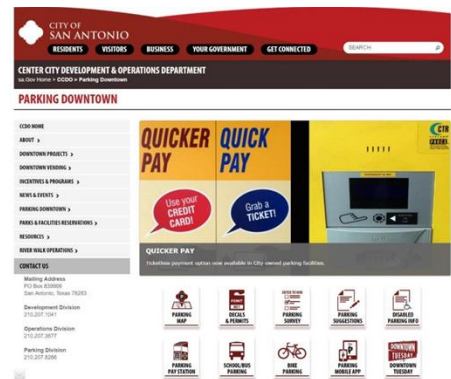 CITY OF
SAN ANTONIO
RESIDENTS VISITORS BUSINESS YOUR GOVERNMENT GET CONNECTED SEARCH
CENTER CITY DEVELOPMENT & OPERATIONS DEPARTMENT
sa.Gov Home > CCDO > Parking Downtown
PARKING DOWNTOWN
CCDO HOME
ABOUT >
DOWNTOWN PROJECTS >
DOWNTOWN VENDING >
INCENTIVES & PROGRAMS >
NEWS & EVENTS >
PARKING DOWNTOWN >
PARKS & FACILITIES RESERVATIONS >
RESOURCES >
RIVER WALK OPERATIONS >
CONTACT US
Mailing Address
PO Box 839966
San Antonio, Texas 78283
Development Division
210.207.1041
Operations Division
210.207.3677
Parking Division
210.207.8266
QUICKER
PAY
QUICK
PAY
Use your
CREDIT
CARD!
Grab a
TICKET!
CTR
QUICKER PAY
Ticketless payment option now available in City owned parking facilities.
PARKING
MAP
DECALS
& PERMITS
PARKING
SURVEY
PARKING
SUGGESTIONS
DISABLED
PARKING INFO
PARKING
PAY STATION
SCHOOL/BUS
PARKING
BIKE
PARKING
PARKING
MOBILE APP
DOWNTOWN
TUESDAY
DOWNTOWN
TUESDAY